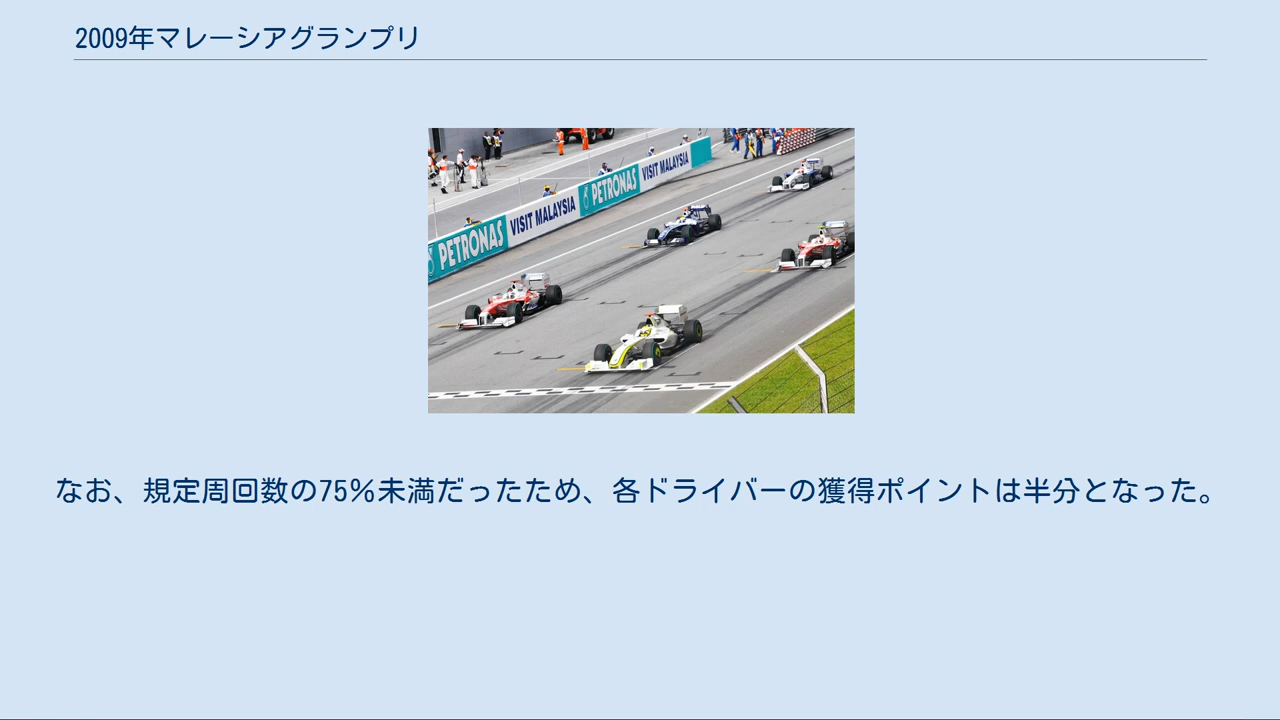 2009年マレーシアグランプリ
PETRONAS
VISIT MALAYSIA
PETRONAS
VISIT MALAYSIA
なお、規定周回数の75%未満だったため、各ドライバーの獲得ポイントは半分となった。